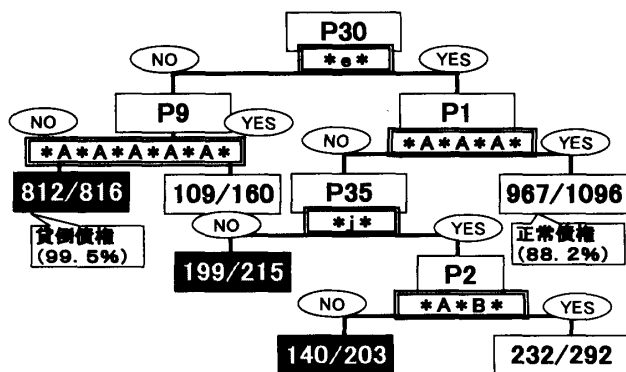 P30
*e*
NO
YES
P9
P1
NO
YES
NO
YES
*A*A*A*A*A*
*A*A*A*
812/816
109/160
P35
967/1096
貸倒債権
(99.5%)
NO
*i*
YES
正常債権
(88.2%)
199/215
P2
NO
*A*B*
YES
140/203
232/292